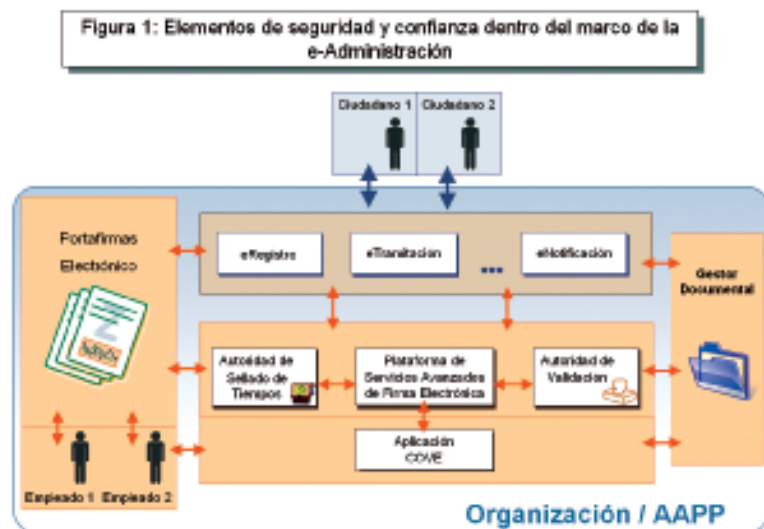 Figura 1: Elementos de seguridad y confianza dentro del marco de la
e-Administración
Ciudadano 1
Ciudadano 2
Portafirmas
Electrónico
eRegistro
eTramitacion
...
eNotificación
Gestor
Documental
Autoridad de
Sellado de
Tiempos
Plataforma de
Servicios Avanzados
de Firma Electrónica
Autoridad de
Validación
Aplicación
COVE
Empleado 1
Empleado 2
Organización / AAPP